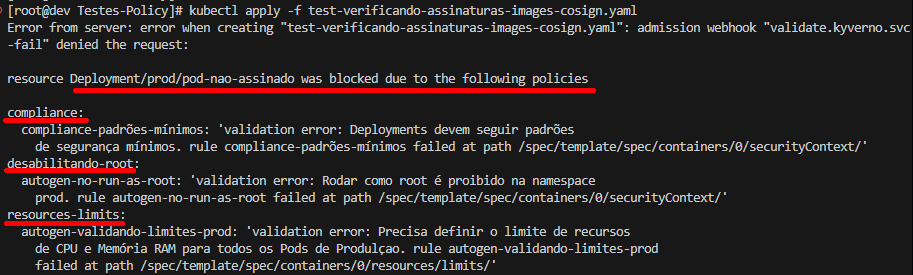 [root@dev Testes-Policy]# kubectl apply -f test-verificando-assinaturas-images-cosign.yaml
Error from server: error when creating "test-verificando-assinaturas-images-cosign.yaml": admission webhook "validate.kyverno.svc
-fail" denied the request:
resource Deployment/prod/pod-nao-assinado was blocked due to the following policies
compliance:
compliance-padrões-mínimos: 'validation error: Deployments devem seguir padrões
de segurança mínimos. rule compliance-padrões-mínimos failed at path /spec/template/spec/containers/0/securityContext/'
desabilitando-root:
autogen-no-run-as-root: 'validation error: Rodar como root é proibido na namespace
prod. rule autogen-no-run-as-root failed at path /spec/template/spec/containers/0/securityContext/'
resources-limits:
autogen-validando-limites-prod: 'validation error: Precisa definir o limite de recursos
de CPU e Memória RAM para todos os Pods de Produlçao. rule autogen-validando-limites-prod
failed at path /spec/template/spec/containers/0/resources/limits/'